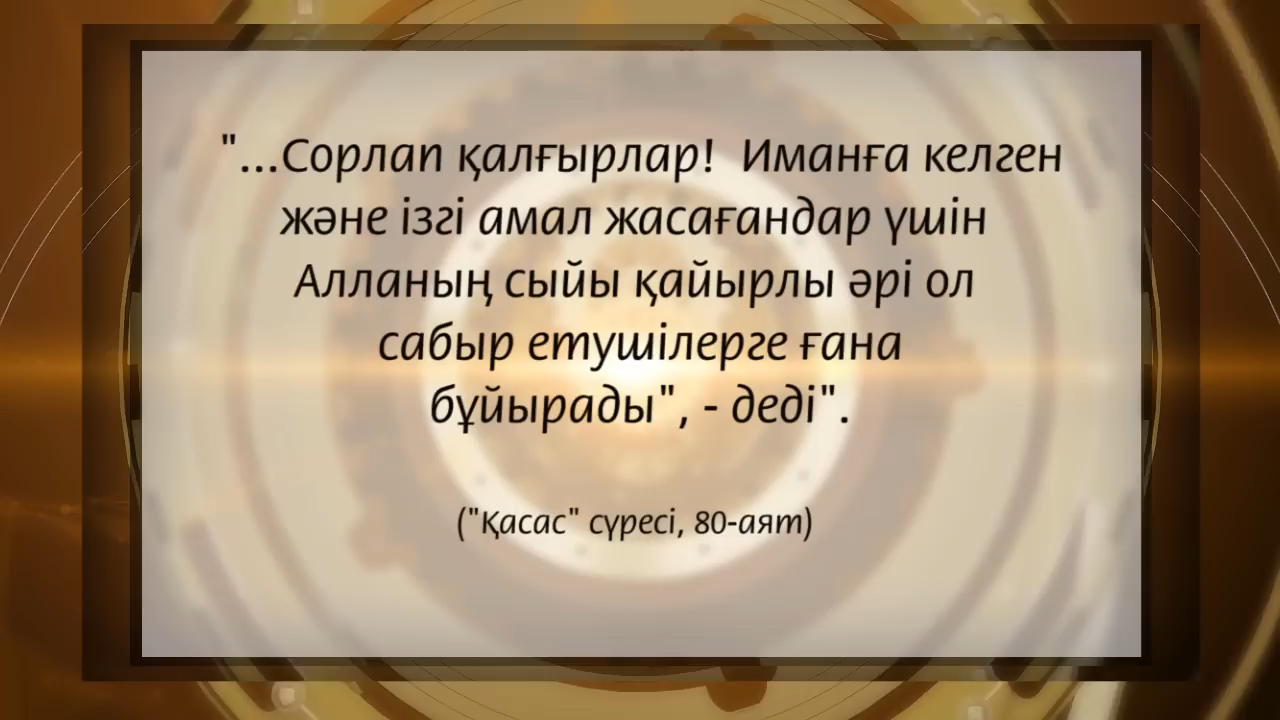 "...Сорлап қалғырлар!  Иманға келген
және ізгі амал жасағандар үшін
Алланың сыйы қайырлы әрі ол
сабыр етушілерге ғана
бұйырады", - деді".
("Қасас" сүресі, 80-аят)